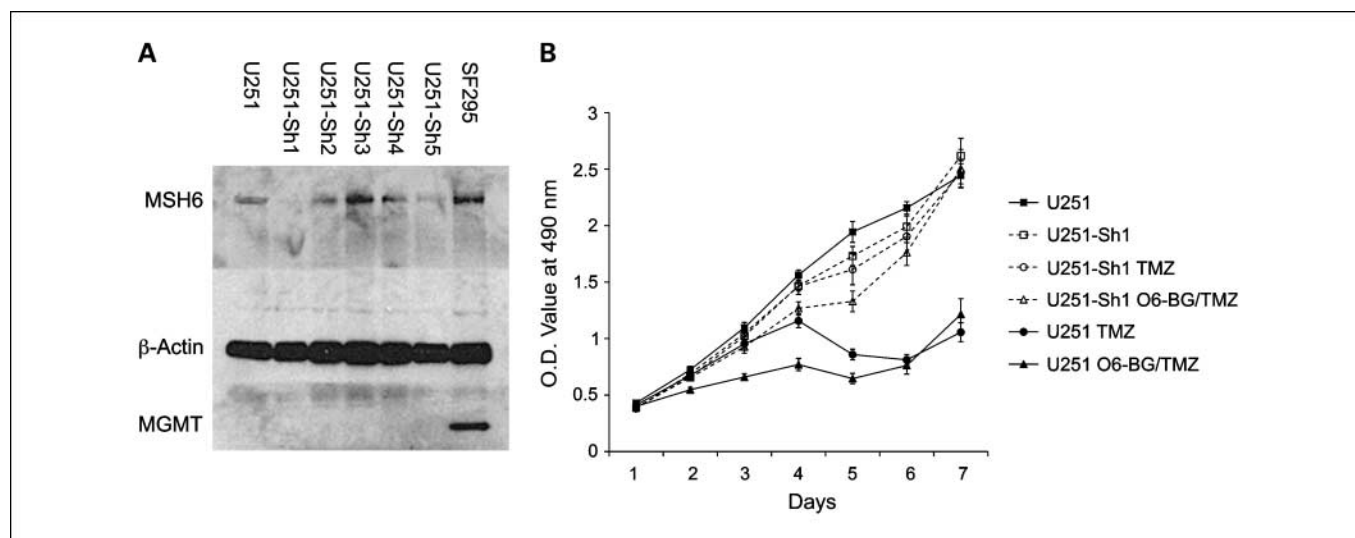 A
U251
U251-Sh1
U251-Sh2
U251-Sh3
U251-Sh4
U251-Sh5
SF295
MSH6
β-Actin
MGMT
B
O.D. Value at 490 nm
3
2.5
2
1.5
1
0.5
0
1 2 3 4 5 6 7
Days
U251
U251-Sh1
U251-Sh1 TMZ
U251-Sh1 O6-BG/TMZ
U251 TMZ
U251 O6-BG/TMZ